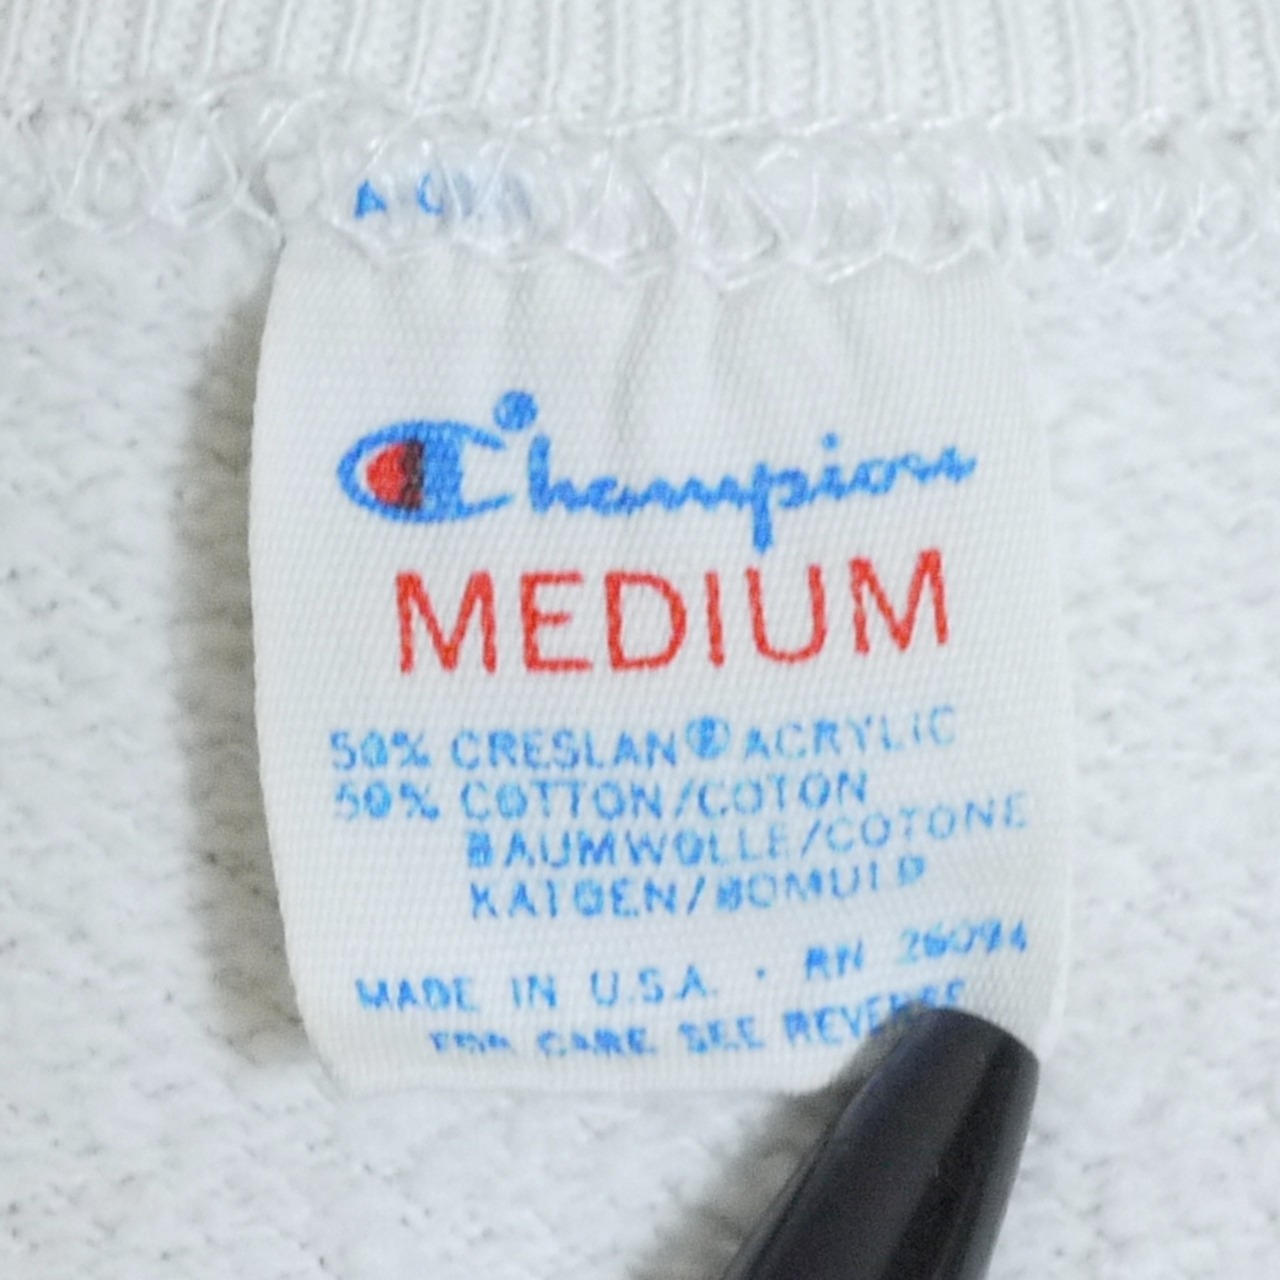 Champion®
MEDIUM
50% CRESLAN® ACRYLIC
50% COTTON/COTON
BAUMWOLLE/COTONE
KATOEN/BOMULD
MADE IN U.S.A. · RN 26094
FOR CARE SEE REVERSE